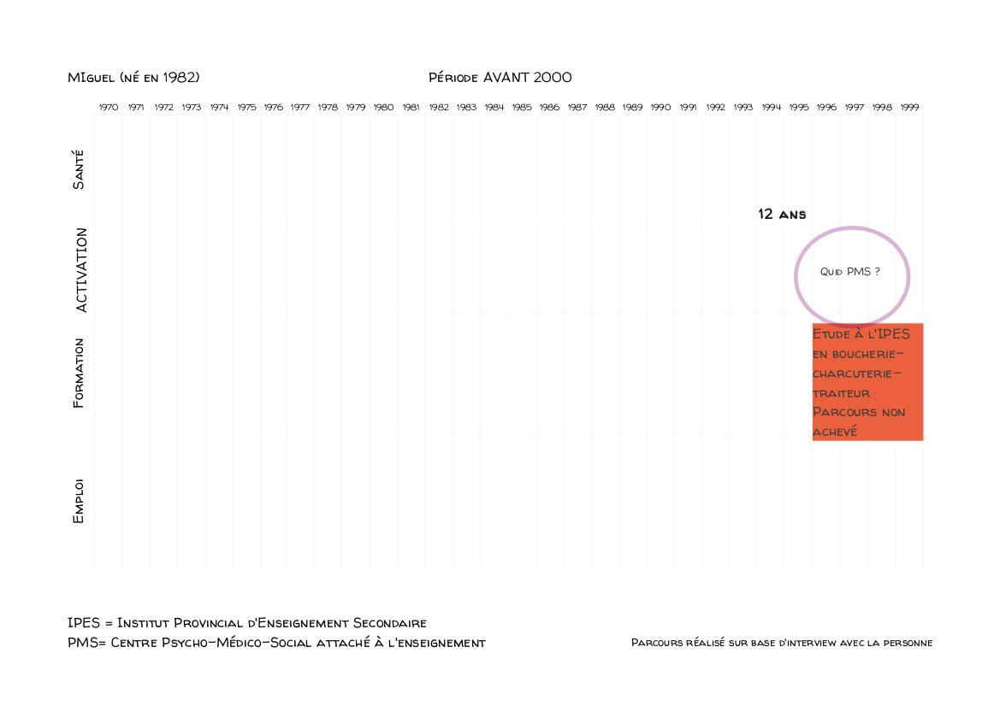 MIguel (né en 1982)
Période AVANT 2000
1970 1971 1972 1973 1974 1975 1976 1977 1978 1979 1980 1981 1982 1983 1984 1985 1986 1987 1988 1989 1990 1991 1992 1993 1994 1995 1996 1997 1998 1999
Santé
12 ans
ACTIVATION
Quid PMS ?
Formation
Etude à l'IPES
en boucherie-
charcuterie-
traiteur
Parcours non
achevé
Emploi
IPES = Institut Provincial d'Enseignement Secondaire
PMS= Centre Psycho-Médico-Social attaché à l'enseignement
Parcours réalisé sur base d'interview avec la personne